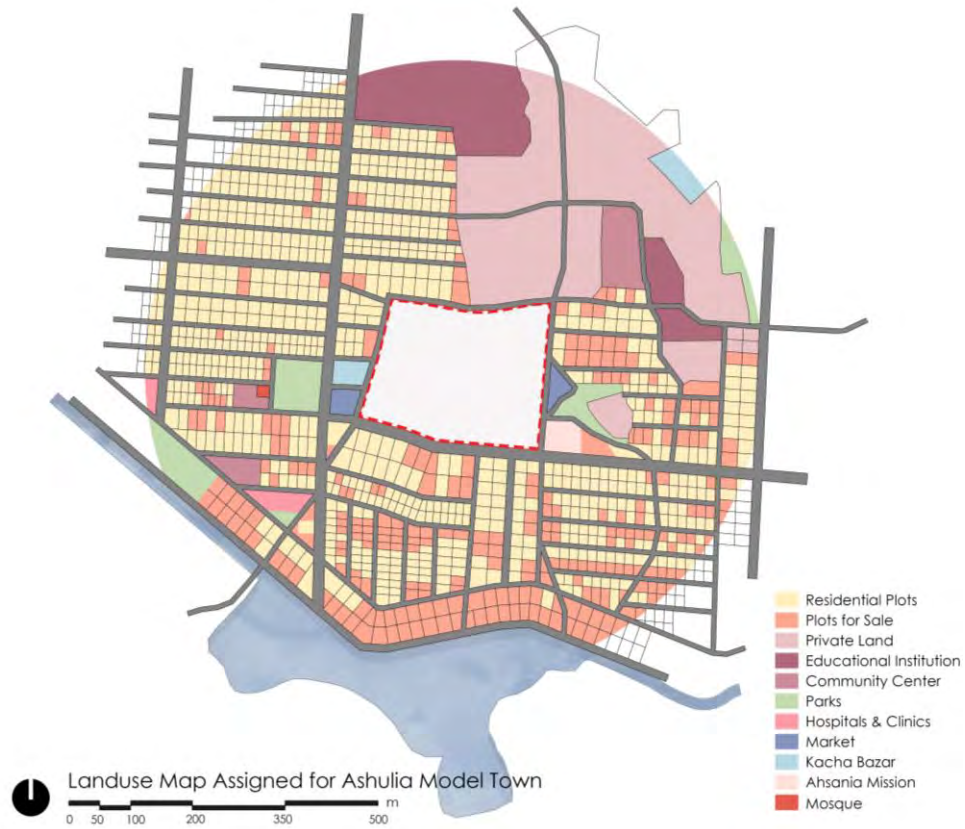 Residential Plots
Plots for Sale
Private Land
Educational Institution
Community Center
Parks
Hospitals & Clinics
Market
Kacha Bazar
Ahsania Mission
Mosque
Landuse Map Assigned for Ashulia Model Town
m
0 50 100 200 350 500